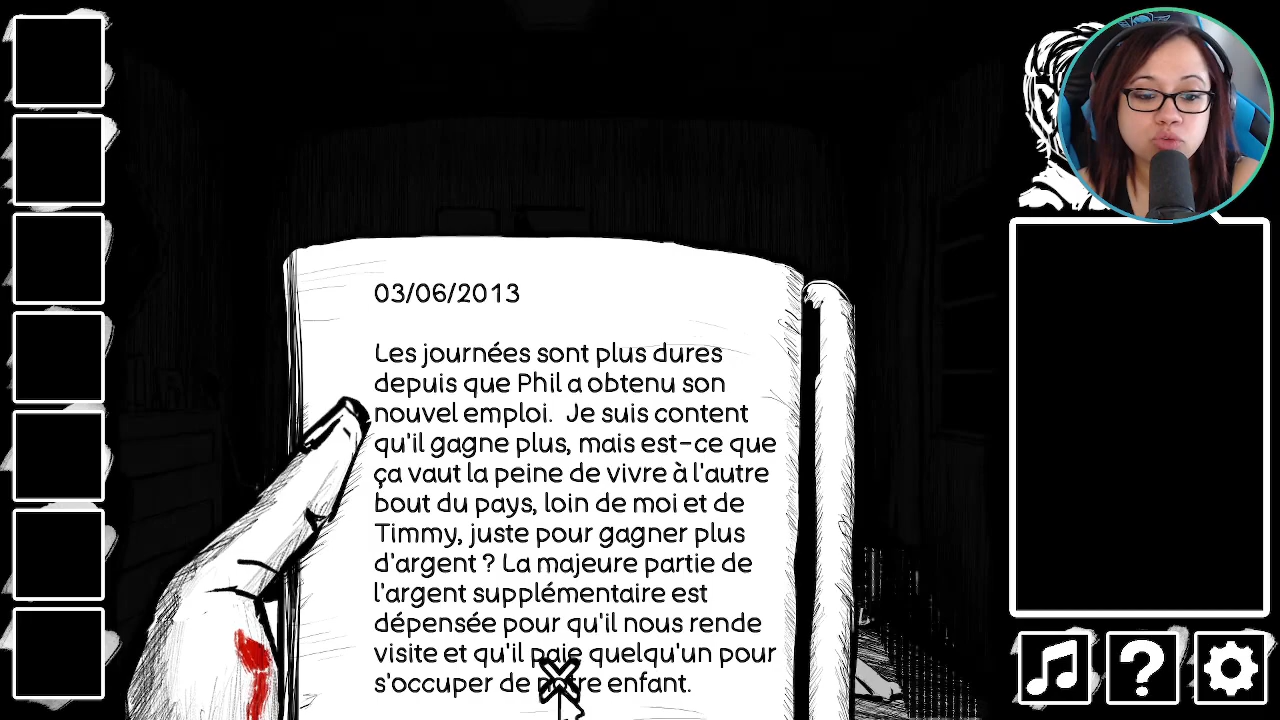 03/06/2013
Les journées sont plus dures
depuis que Phil a obtenu son
nouvel emploi.  Je suis content
qu'il gagne plus, mais est-ce que
ça vaut la peine de vivre à l'autre
bout du pays, loin de moi et de
Timmy, juste pour gagner plus
d'argent ? La majeure partie de
l'argent supplémentaire est
dépensée pour qu'il nous rende
visite et qu'il paie quelqu'un pour
s'occuper de notre enfant.
?